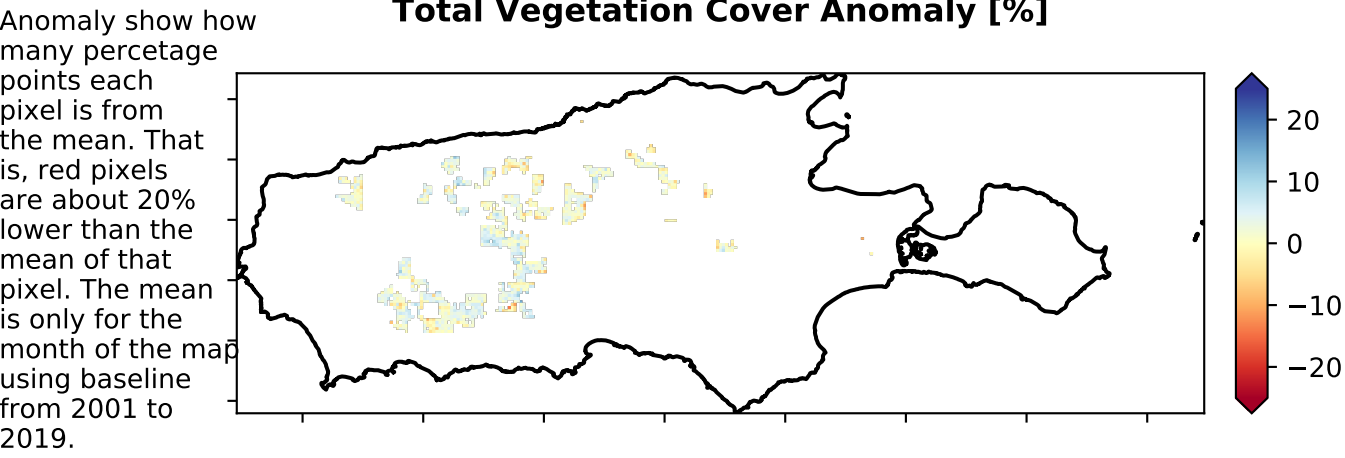 Total Vegetation Cover Anomaly [%]
Anomaly show how
many percetage
points each
pixel is from
the mean. That
is, red pixels
are about 20%
lower than the
mean of that
pixel. The mean
is only for the
month of the map
using baseline
from 2001 to
2019.
20
10
0
−10
−20